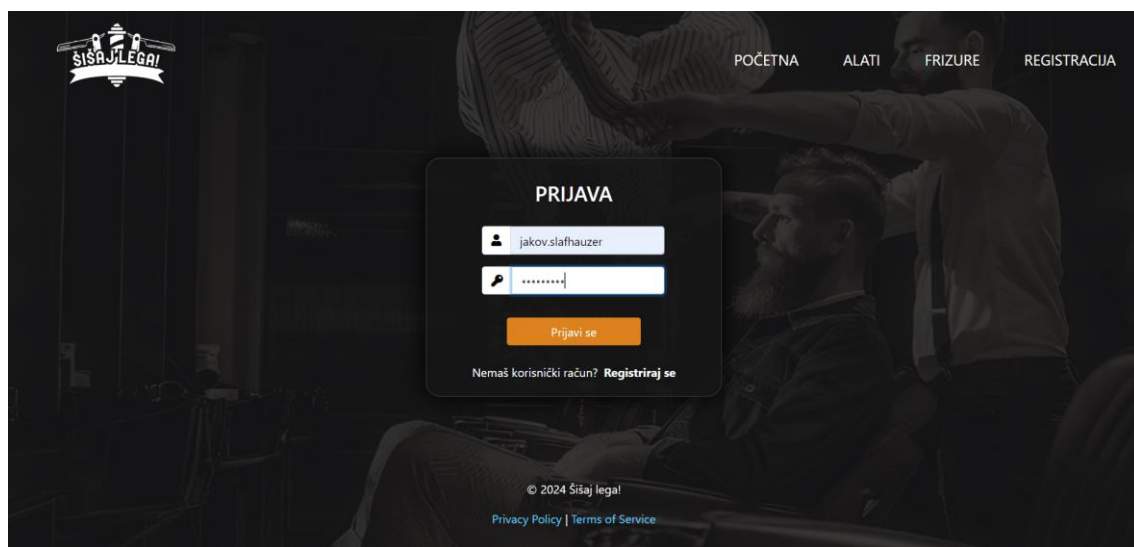 ŠIŠAJ LEGA!
POČETNA ALATI FRIZURE REGISTRACIJA
PRIJAVA
jakov.slafhauzer
•••••••••
Prijavi se
Nemaš korisnički račun? Registriraj se
© 2024 Šišaj lega!
Privacy Policy | Terms of Service